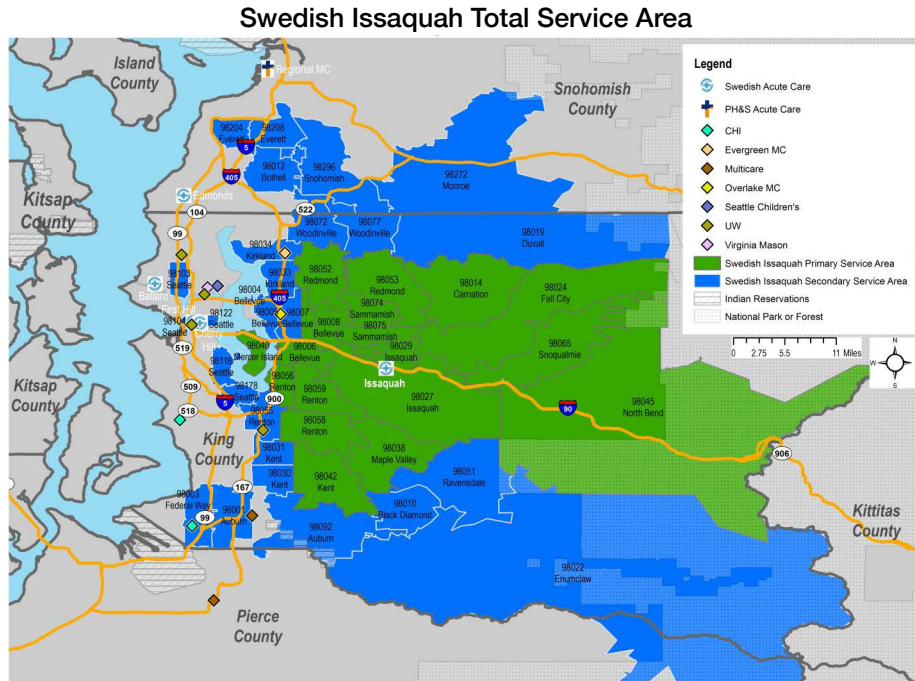 Swedish Issaquah Total Service Area
Island
County
Regional MC
Snohomish
County
Legend
Swedish Acute Care
PH&S Acute Care
CHI
Evergreen MC
Multicare
Overlake MC
Seattle Children's
UW
Virginia Mason
Swedish Issaquah Primary Service Area
Swedish Issaquah Secondary Service Area
Indian Reservations
National Park or Forest
0 2.75 5.5 11 Miles
N
W E
S
98204
Everett
98208
Everett
5
98012
Bothell
98296
Snohomish
98272
Monroe
405
Kitsap
County
Edmonds
104
522
99
98072
Woodinville
98077
Woodinville
98019
Duvall
98034
Kirkland
98103
Seattle
98033
Kirkland
98052
Redmond
98053
Redmond
98014
Carnation
98024
Fall City
Ballard
98004
Bellevue
405
98074
Sammamish
98122
Seattle
98007
Bellevue
98008
Bellevue
98075
Sammamish
Seattle
Cherry
Hill
519
98040
Mercer Island
98006
Bellevue
98029
Issaquah
98065
Snoqualmie
98118
Seattle
Issaquah
98056
Renton
Kitsap
County
509
98178
Seattle
900
98059
Renton
98027
Issaquah
98045
North Bend
90
5
518
98055
Renton
98058
Renton
King
County
98031
Kent
98038
Maple Valley
906
98030
Kent
98042
Kent
98051
Ravensdale
167
98003
Federal Way
98001
Auburn
99
98010
Black Diamond
Kittitas
County
98092
Auburn
98022
Enumclaw
Pierce
County